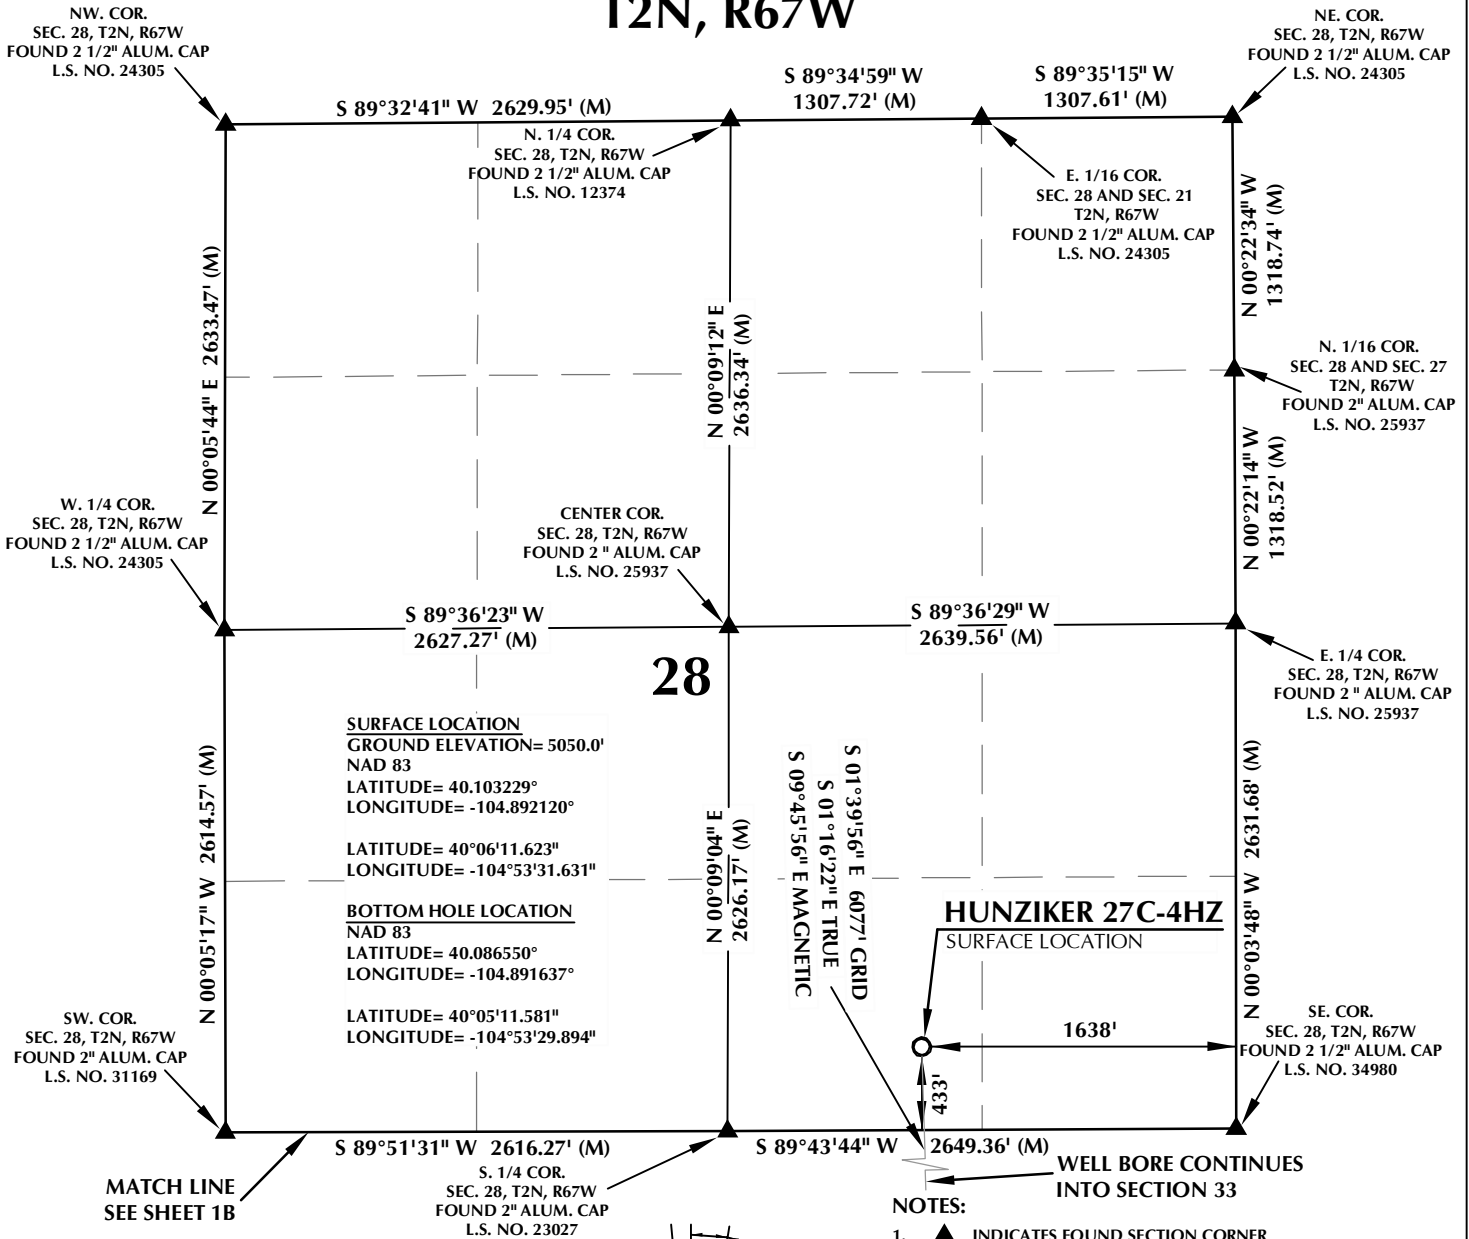 T2N, R67W
NW. COR.
SEC. 28, T2N, R67W
FOUND 2 1/2" ALUM. CAP
L.S. NO. 24305
NE. COR.
SEC. 28, T2N, R67W
FOUND 2 1/2" ALUM. CAP
L.S. NO. 24305
S 89°32'41" W 2629.95' (M)
S 89°34'59" W
1307.72' (M)
S 89°35'15" W
1307.61' (M)
N. 1/4 COR.
SEC. 28, T2N, R67W
FOUND 2 1/2" ALUM. CAP
L.S. NO. 12374
E. 1/16 COR.
SEC. 28 AND SEC. 21
T2N, R67W
FOUND 2 1/2" ALUM. CAP
L.S. NO. 24305
N 00°22'34" W
1318.74' (M)
N 00°05'44" E 2633.47' (M)
N 00°09'12" E
2636.34' (M)
N. 1/16 COR.
SEC. 28 AND SEC. 27
T2N, R67W
FOUND 2" ALUM. CAP
L.S. NO. 25937
N 00°22'14" W
1318.52' (M)
W. 1/4 COR.
SEC. 28, T2N, R67W
FOUND 2 1/2" ALUM. CAP
L.S. NO. 24305
CENTER COR.
SEC. 28, T2N, R67W
FOUND 2 " ALUM. CAP
L.S. NO. 25937
S 89°36'23" W
2627.27' (M)
S 89°36'29" W
2639.56' (M)
28
E. 1/4 COR.
SEC. 28, T2N, R67W
FOUND 2 " ALUM. CAP
L.S. NO. 25937
SURFACE LOCATION
GROUND ELEVATION= 5050.0'
NAD 83
LATITUDE= 40.103229°
LONGITUDE= -104.892120°
LATITUDE= 40°06'11.623"
LONGITUDE= -104°53'31.631"
BOTTOM HOLE LOCATION
NAD 83
LATITUDE= 40.086550°
LONGITUDE= -104.891637°
LATITUDE= 40°05'11.581"
LONGITUDE= -104°53'29.894"
N 00°05'17" W 2614.57' (M)
N 00°09'04" E
2626.17' (M)
S 01°39'56" E 6077' GRID
S 01°16'22" E TRUE
S 09°45'56" E MAGNETIC
N 00°03'48" W 2631.68' (M)
HUNZIKER 27C-4HZ
SURFACE LOCATION
1638'
433'
SW. COR.
SEC. 28, T2N, R67W
FOUND 2" ALUM. CAP
L.S. NO. 31169
SE. COR.
SEC. 28, T2N, R67W
FOUND 2 1/2" ALUM. CAP
L.S. NO. 34980
S 89°51'31" W 2616.27' (M)
S 89°43'44" W 2649.36' (M)
S. 1/4 COR.
SEC. 28, T2N, R67W
FOUND 2" ALUM. CAP
L.S. NO. 23027
MATCH LINE
SEE SHEET 1B
WELL BORE CONTINUES
INTO SECTION 33
NOTES:
1. ▲ INDICATES FOUND SECTION CORNER